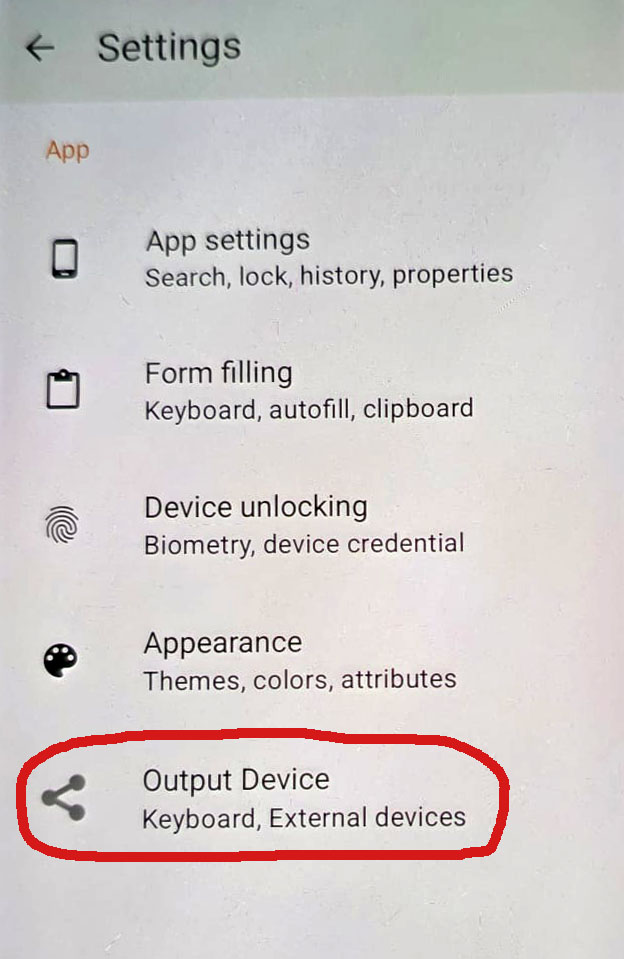 Settings
App
App settings
Search, lock, history, properties
Form filling
Keyboard, autofill, clipboard
Device unlocking
Biometry, device credential
Appearance
Themes, colors, attributes
Output Device
Keyboard, External devices